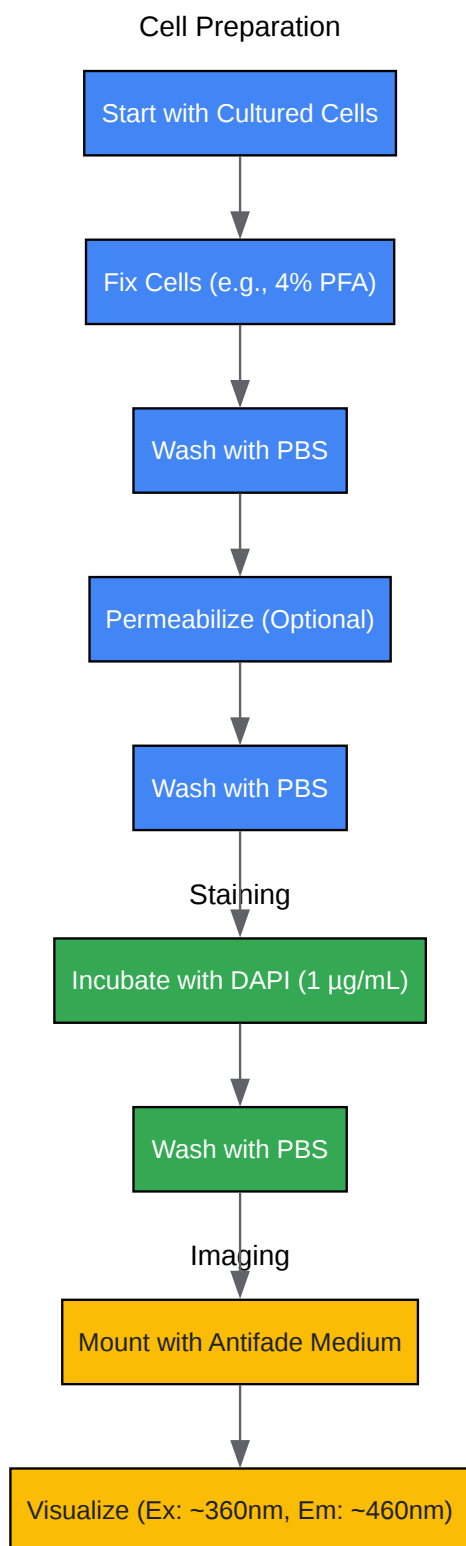 Cell Preparation
Start with Cultured Cells
Fix Cells (e.g., 4% PFA)
Wash with PBS
Permeabilize (Optional)
Wash with PBS
Staining
Incubate with DAPI (1 µg/mL)
Wash with PBS
Imaging
Mount with Antifade Medium
Visualize (Ex: ~360nm, Em: ~460nm)